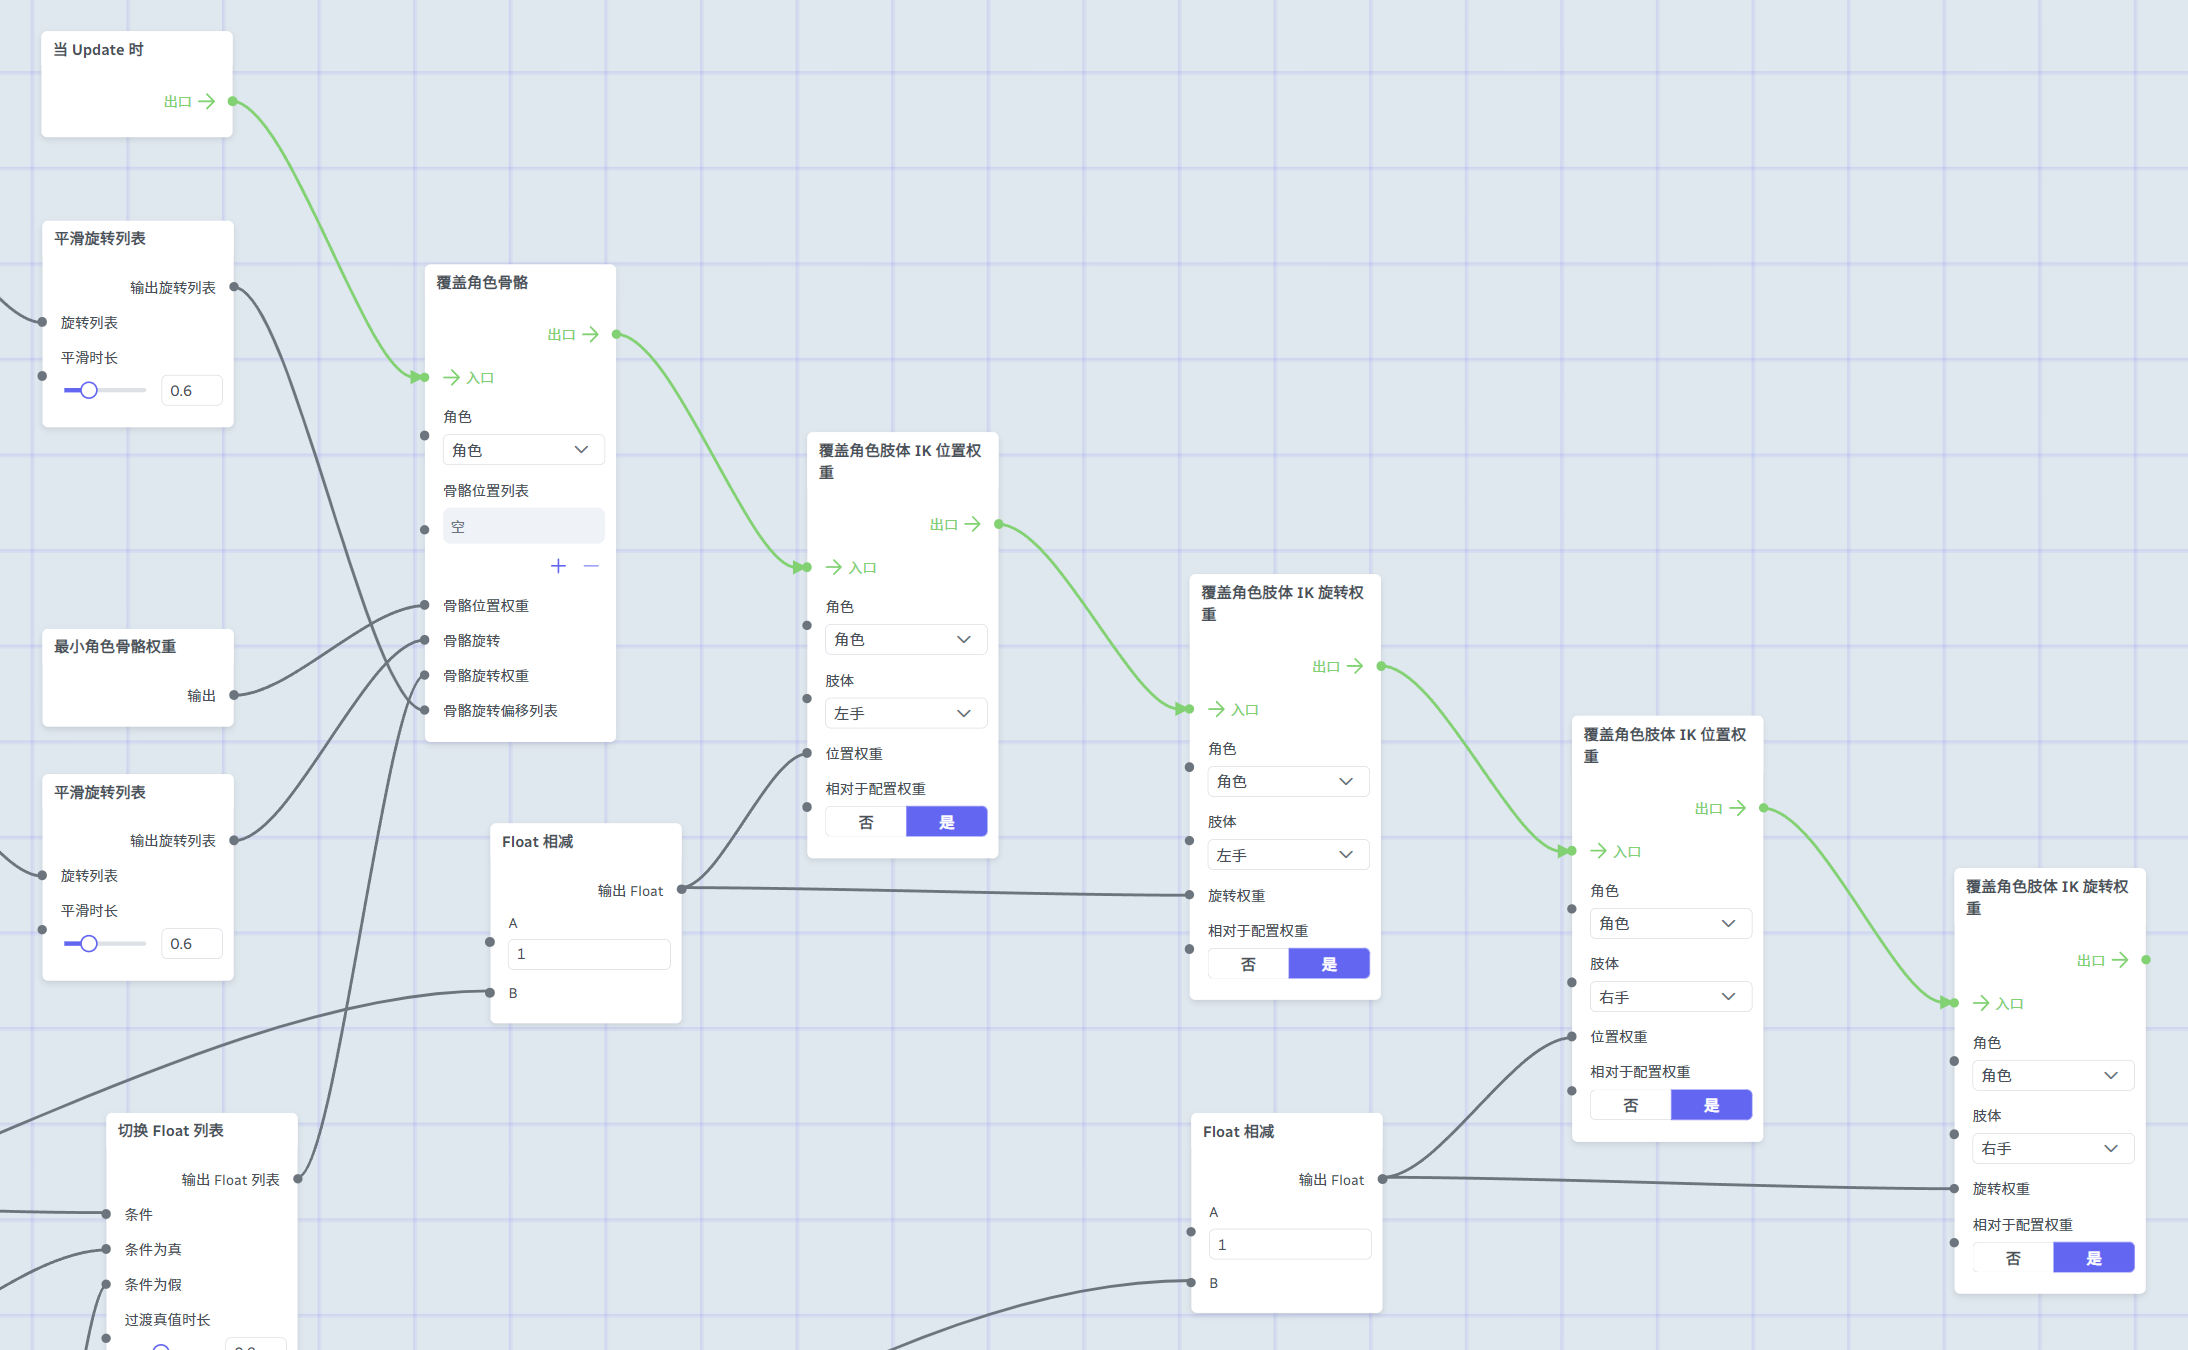 当 Update 时
出口
平滑旋转列表
输出旋转列表
旋转列表
平滑时长
0.6
最小角色骨骼权重
输出
平滑旋转列表
输出旋转列表
旋转列表
平滑时长
0.6
切换 Float 列表
输出 Float 列表
条件
条件为真
条件为假
过渡真值时长
覆盖角色骨骼
出口
入口
角色
角色
骨骼位置列表
空
骨骼位置权重
骨骼旋转
骨骼旋转权重
骨骼旋转偏移列表
Float 相减
输出 Float
A
1
B
覆盖角色肢体 IK 位置权
重
出口
入口
角色
角色
肢体
左手
位置权重
相对于配置权重
否 是
覆盖角色肢体 IK 旋转权
重
出口
入口
角色
角色
肢体
左手
旋转权重
相对于配置权重
否 是
Float 相减
输出 Float
A
1
B
覆盖角色肢体 IK 位置权
重
出口
入口
角色
角色
肢体
右手
位置权重
相对于配置权重
否 是
覆盖角色肢体 IK 旋转权
重
出口
入口
角色
角色
肢体
右手
旋转权重
相对于配置权重
否 是